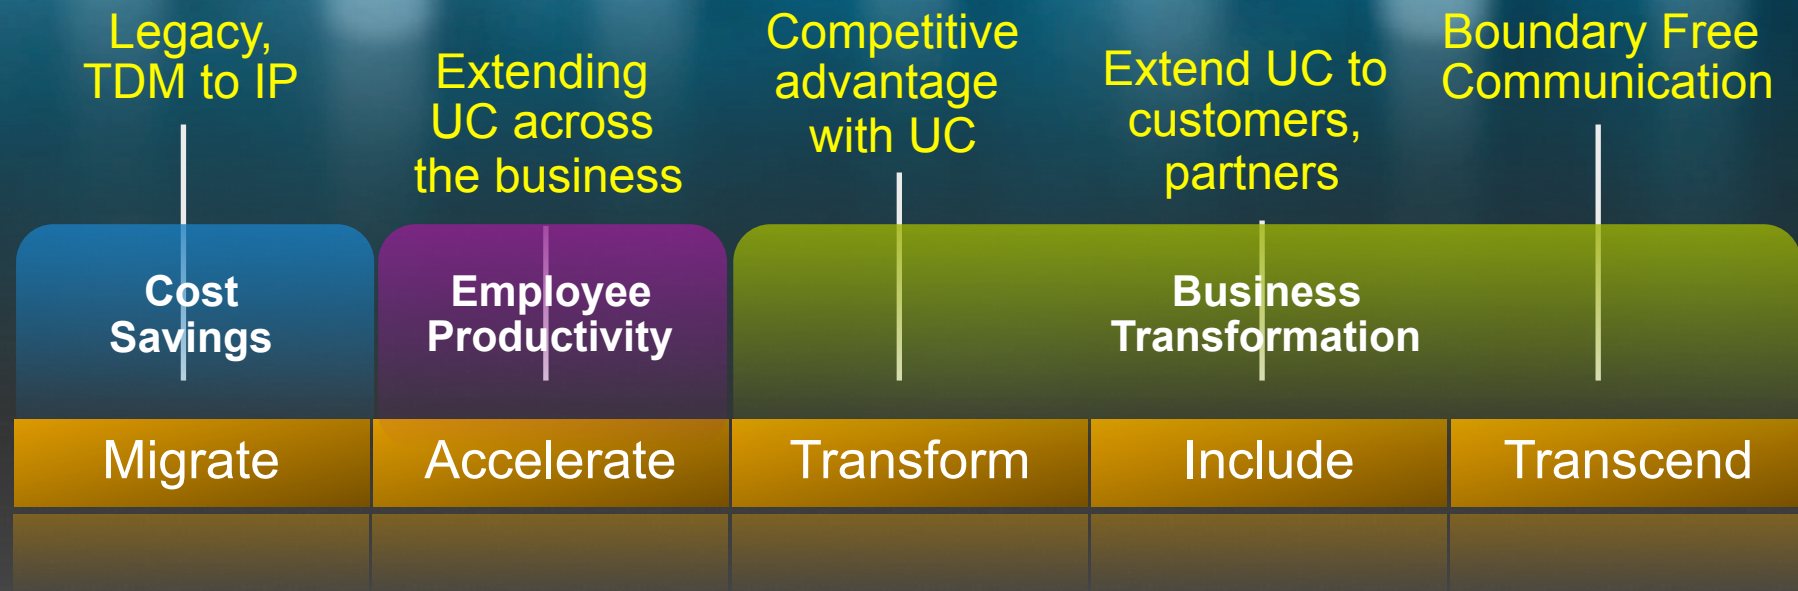 Legacy,
TDM to IP
Extending
UC across
the business
Competitive
advantage
with UC
Extend UC to
customers,
partners
Boundary Free
Communication
Cost
Savings
Employee
Productivity
Business
Transformation
Migrate
Accelerate
Transform
Include
Transcend